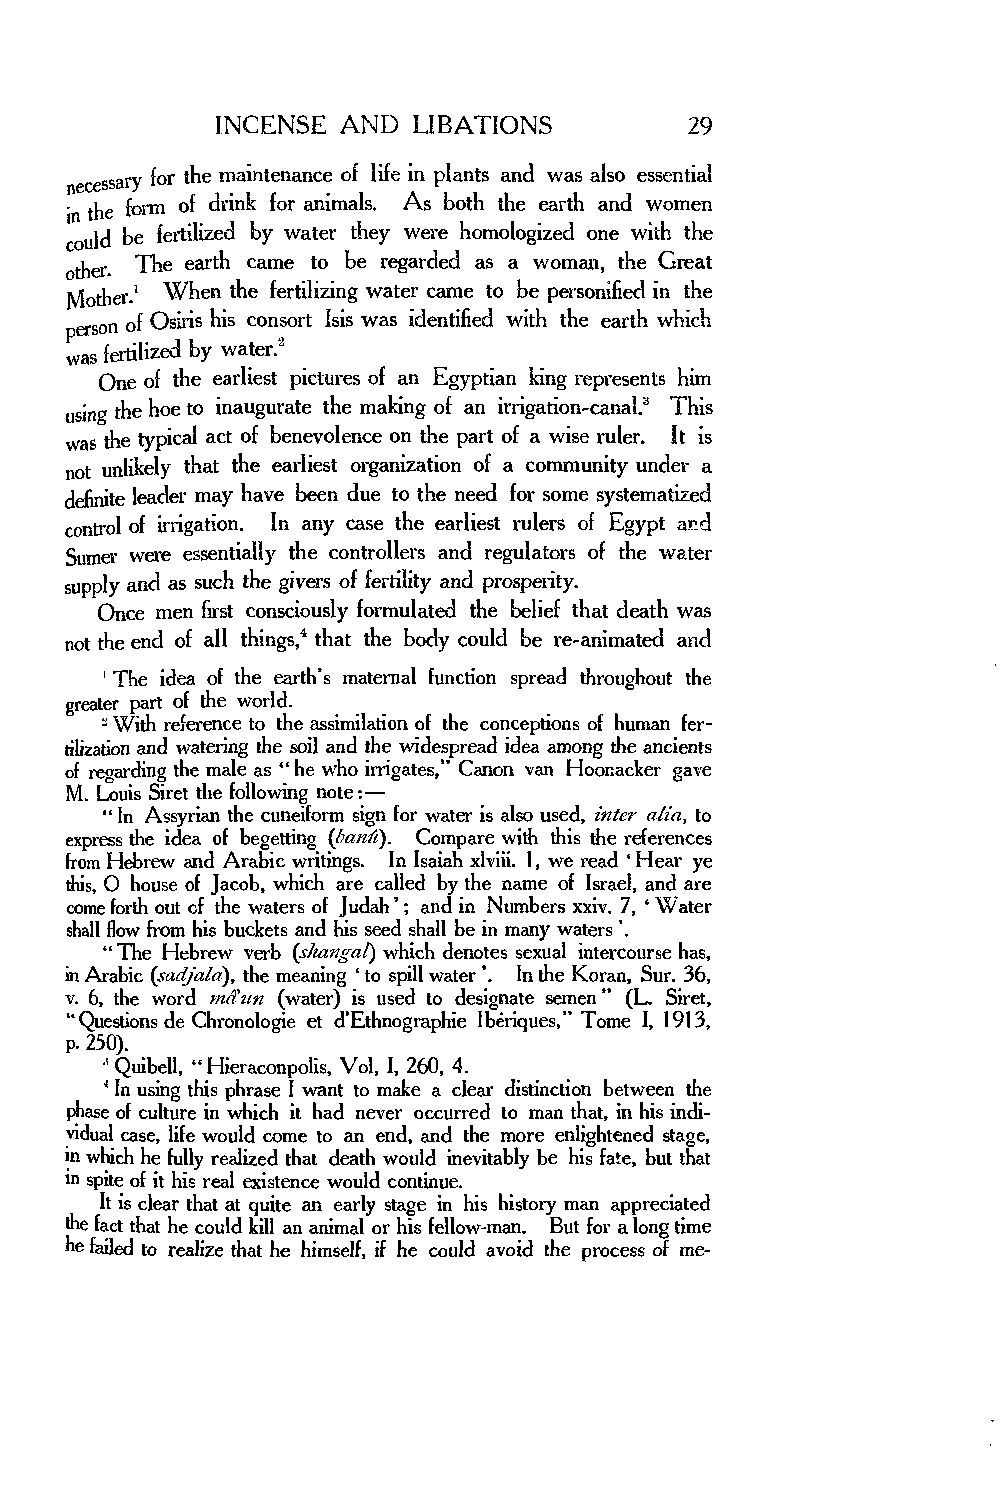 INCENSE AND LIBATIONS 29
necessary for the maintenance of life in plants and was also essential
in the form of drink for animals. As both the earth and women
could be fertilized by water they were homologized one with the
other. The earth came to be regarded as a woman, the Great
Mother.¹ When the fertilizing water came to be personified in the
person of Osiris his consort Isis was identified with the earth which
was fertilized by water.²
One of the earliest pictures of an Egyptian king represents him
using the hoe to inaugurate the making of an irrigation-canal.³ This
was the typical act of benevolence on the part of a wise ruler. It is
not unlikely that the earliest organization of a community under a
definite leader may have been due to the need for some systematized
control of irrigation. In any case the earliest rulers of Egypt and
Sumer were essentially the controllers and regulators of the water
supply and as such the givers of fertility and prosperity.
Once men first consciously formulated the belief that death was
not the end of all things,⁴ that the body could be re-animated and
¹ The idea of the earth's maternal function spread throughout the
greater part of the world.
² With reference to the assimilation of the conceptions of human fer-
tilization and watering the soil and the widespread idea among the ancients
of regarding the male as "he who irrigates," Canon van Hoonacker gave
M. Louis Siret the following note:—
"In Assyrian the cuneiform sign for water is also used, inter alia, to
express the idea of begetting (banû). Compare with this the references
from Hebrew and Arabic writings. In Isaiah xlviii. 1, we read 'Hear ye
this, O house of Jacob, which are called by the name of Israel, and are
come forth out of the waters of Judah'; and in Numbers xxiv. 7, 'Water
shall flow from his buckets and his seed shall be in many waters'.
"The Hebrew verb (shangal) which denotes sexual intercourse has,
in Arabic (sadjala), the meaning 'to spill water'. In the Koran, Sur. 36,
v. 6, the word mâ'un (water) is used to designate semen" (L. Siret,
"Questions de Chronologie et d'Ethnographie Ibériques," Tome I, 1913,
p. 250).
³ Quibell, "Hieraconpolis, Vol, I, 260, 4.
⁴ In using this phrase I want to make a clear distinction between the
phase of culture in which it had never occurred to man that, in his indi-
vidual case, life would come to an end, and the more enlightened stage,
in which he fully realized that death would inevitably be his fate, but that
in spite of it his real existence would continue.
It is clear that at quite an early stage in his history man appreciated
the fact that he could kill an animal or his fellow-man. But for a long time
he failed to realize that he himself, if he could avoid the process of me-